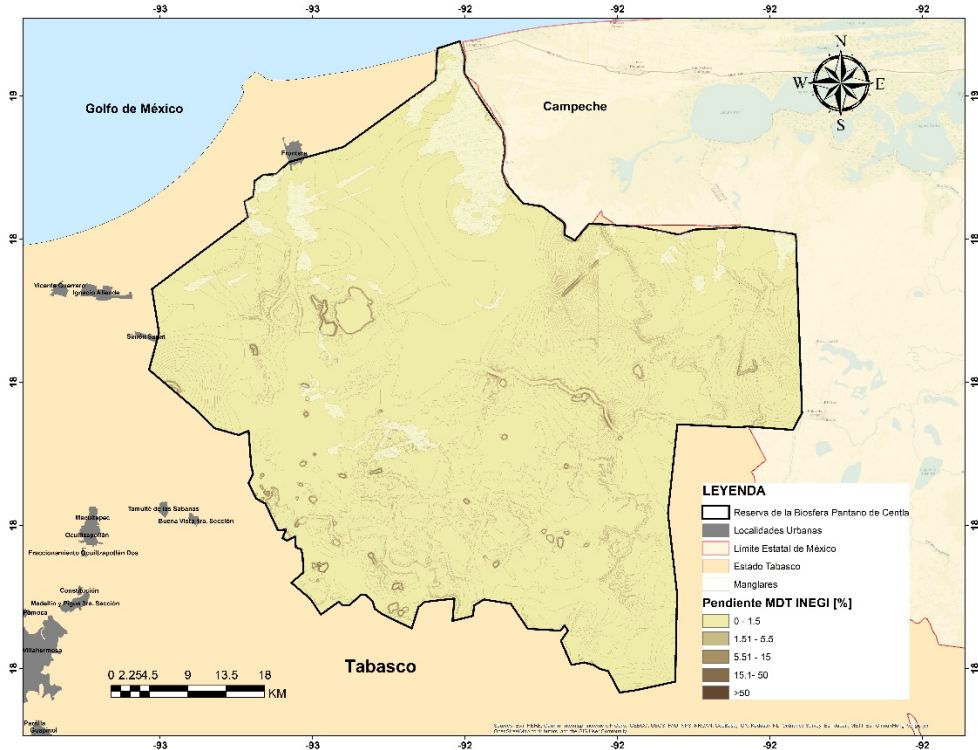 -93
-93
-92
-92
-92
-92
19
19
Golfo de México
Campeche
N
W
E
S
Frontera
18
18
Vicente Guerrero
Ignacio Allende
Simón Sarlat
18
18
Tamulté de las Sabanas
Buena Vista 1ra. Sección
Macultepec
Ocuiltzapotlán
Fraccionamiento Ocuiltzapotlán Dos
18
18
Constitución
Medellín y Pigua 3ra. Sección
Villahermosa
18
18
Tabasco
0 2.254.5 9 13.5 18
KM
LEYENDA
Reserva de la Biosfera Pantano de Centla
Localidades Urbanas
Límite Estatal de México
Estado Tabasco
Manglares
Pendiente MDT INEGI [%]
0 - 1.5
1.51 - 5.5
5.51 - 15
15.1- 50
>50
-93
-93
-92
-92
-92
-92